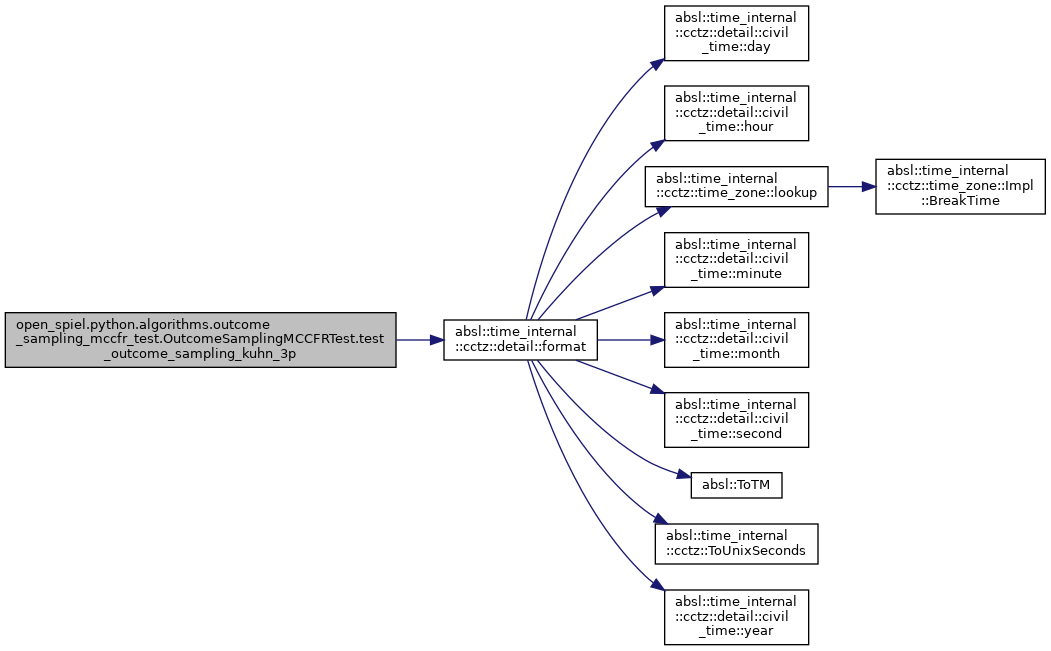 absl::time_internal
::cctz::detail::civil
_time::day
absl::time_internal
::cctz::detail::civil
_time::hour
absl::time_internal
::cctz::time_zone::lookup
absl::time_internal
::cctz::time_zone::Impl
::BreakTime
absl::time_internal
::cctz::detail::civil
_time::minute
open_spiel.python.algorithms.outcome
_sampling_mccfr_test.OutcomeSamplingMCCFRTest.test
_outcome_sampling_kuhn_3p
absl::time_internal
::cctz::detail::format
absl::time_internal
::cctz::detail::civil
_time::month
absl::time_internal
::cctz::detail::civil
_time::second
absl::ToTM
absl::time_internal
::cctz::ToUnixSeconds
absl::time_internal
::cctz::detail::civil
_time::year